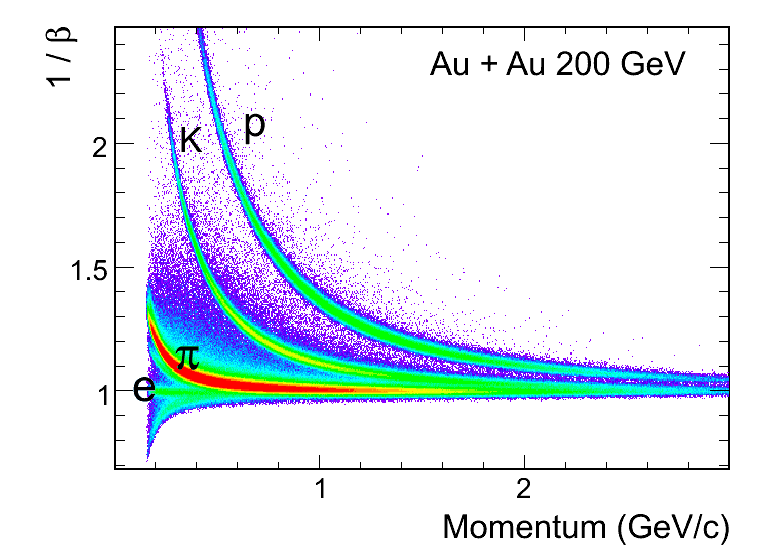 1 / β
Au + Au 200 GeV
K
p
2
1.5
π
e
1
1
2
Momentum (GeV/c)